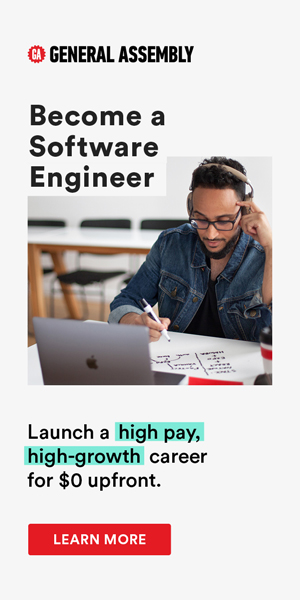 GA GENERAL ASSEMBLY
Become a
Software
Engineer
Launch a high pay,
high-growth career
for $0 upfront.
LEARN MORE